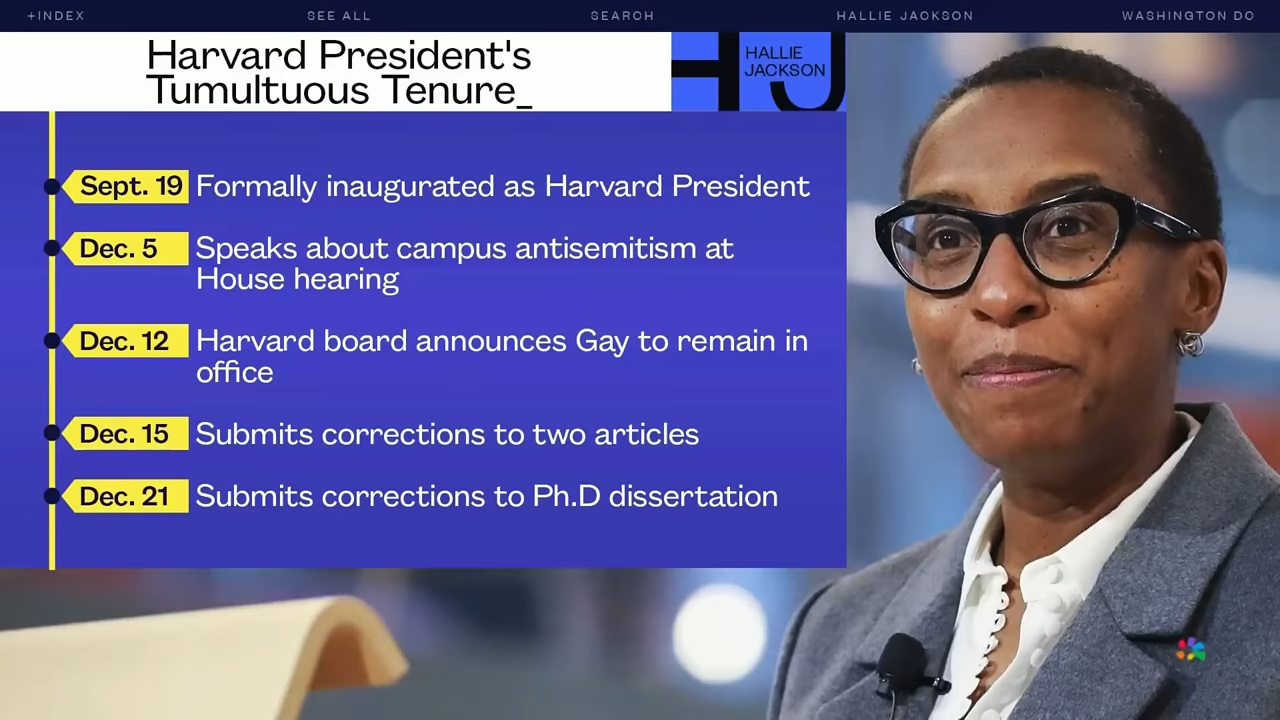 +INDEX
SEE ALL
SEARCH
HALLIE JACKSON
WASHINGTON DC
Harvard President's
Tumultuous Tenure_
HJ
HALLIE
JACKSON
Sept. 19 Formally inaugurated as Harvard President
Dec. 5 Speaks about campus antisemitism at
House hearing
Dec. 12 Harvard board announces Gay to remain in
office
Dec. 15 Submits corrections to two articles
Dec. 21 Submits corrections to Ph.D dissertation